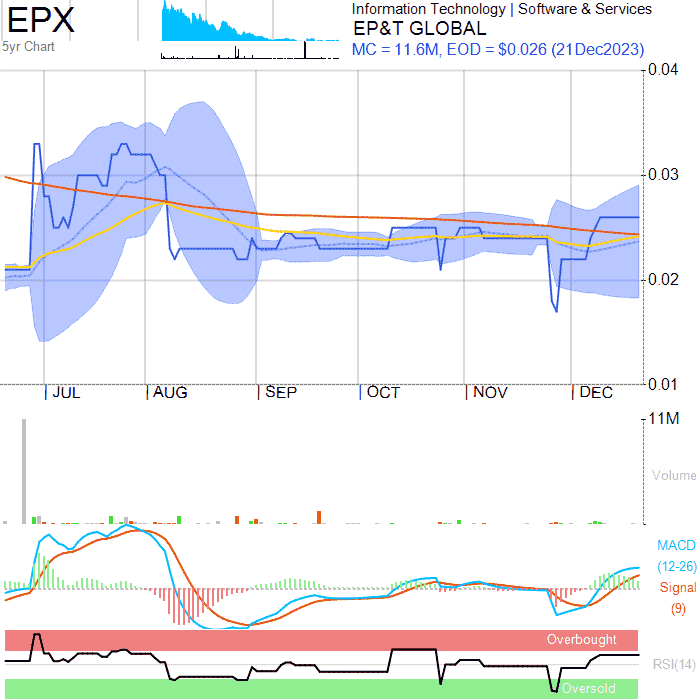 EPX
5yr Chart
Information Technology | Software & Services
EP&T GLOBAL
MC = 11.6M, EOD = $0.026 (21Dec2023)
0.04
0.03
0.02
0.01
JUL
AUG
SEP
OCT
NOV
DEC
11M
Volume
MACD
(12-26)
Signal
(9)
Overbought
RSI(14)
Oversold